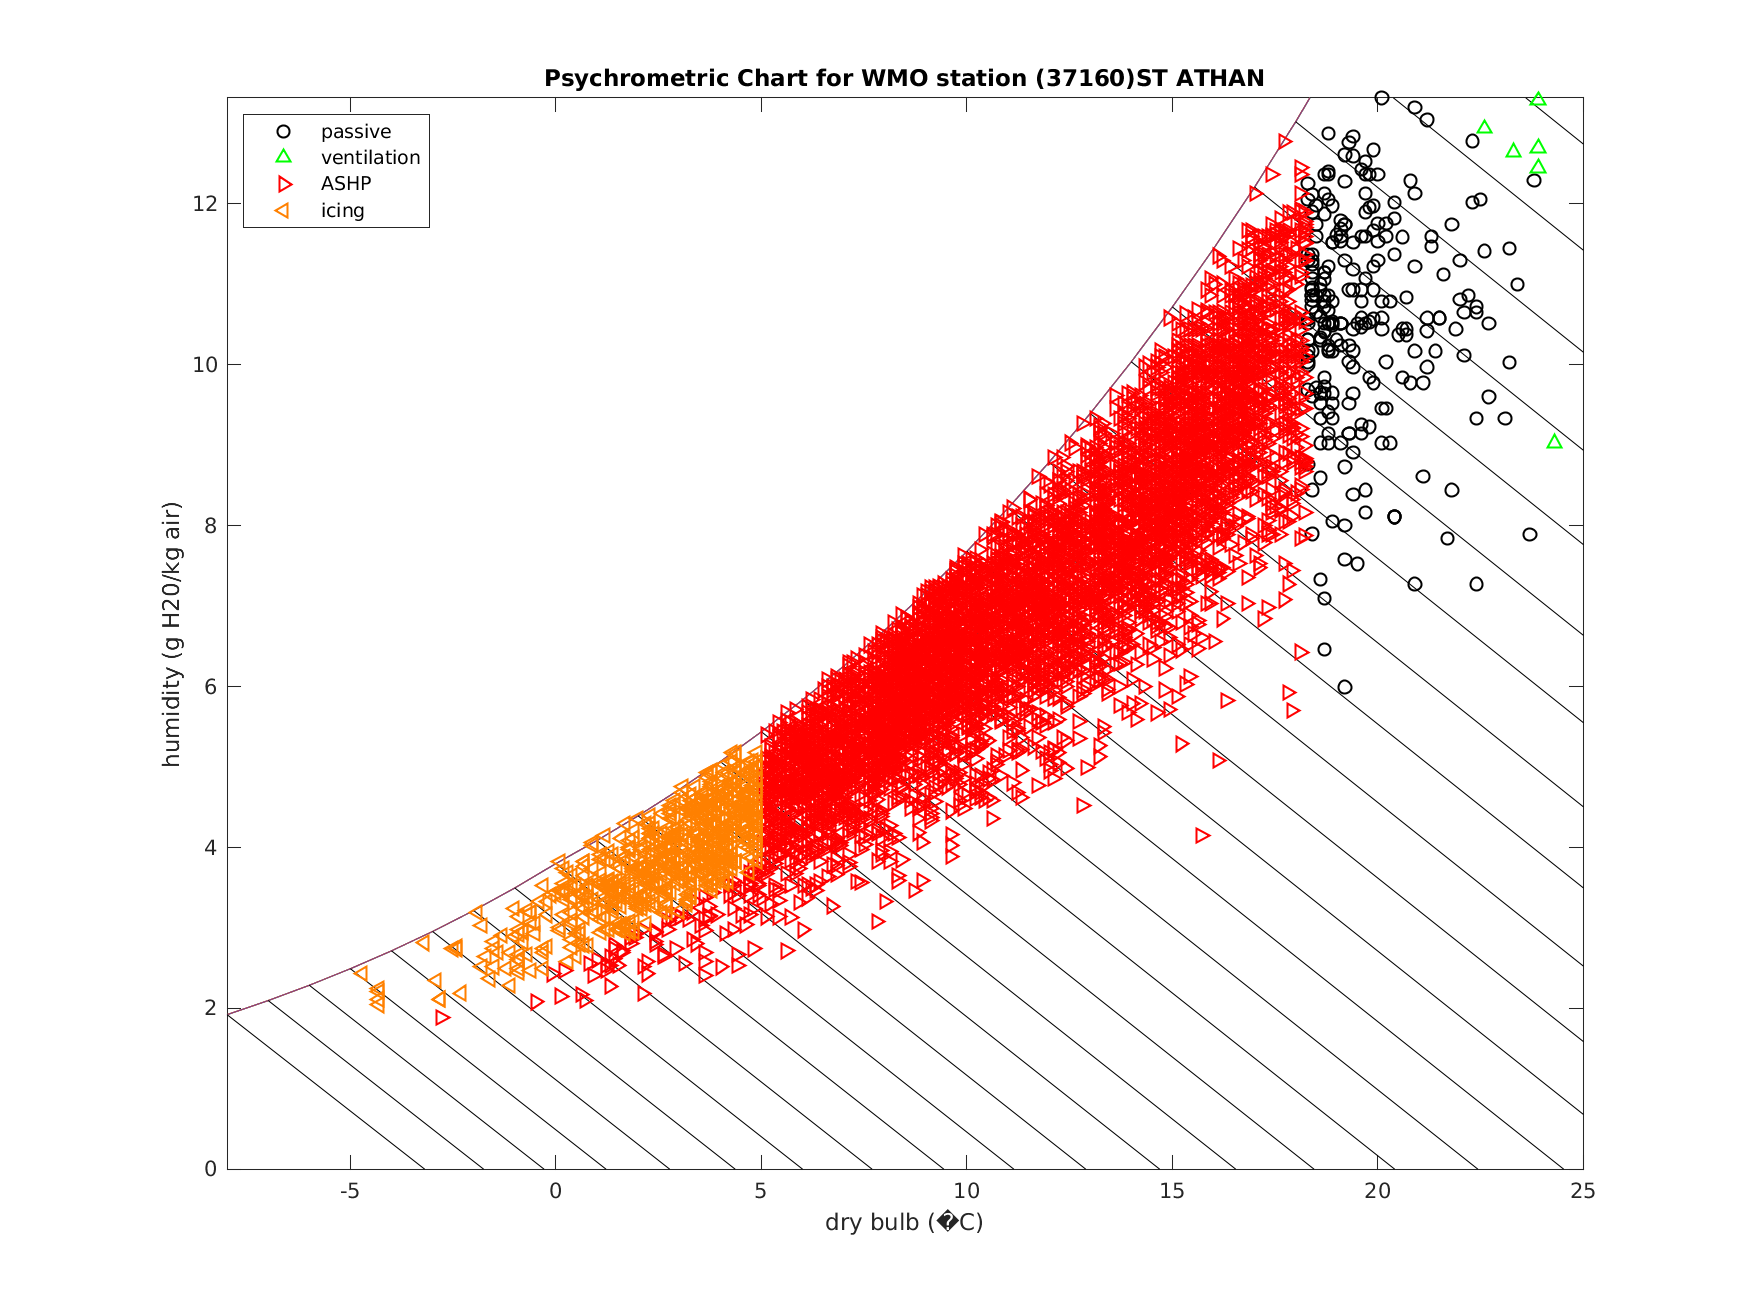 Psychrometric Chart for WMO station (37160)ST ATHAN
passive
ventilation
ASHP
icing
humidity (g H20/kg air)
12
10
8
6
4
2
0
-5 0 5 10 15 20 25
dry bulb (�C)